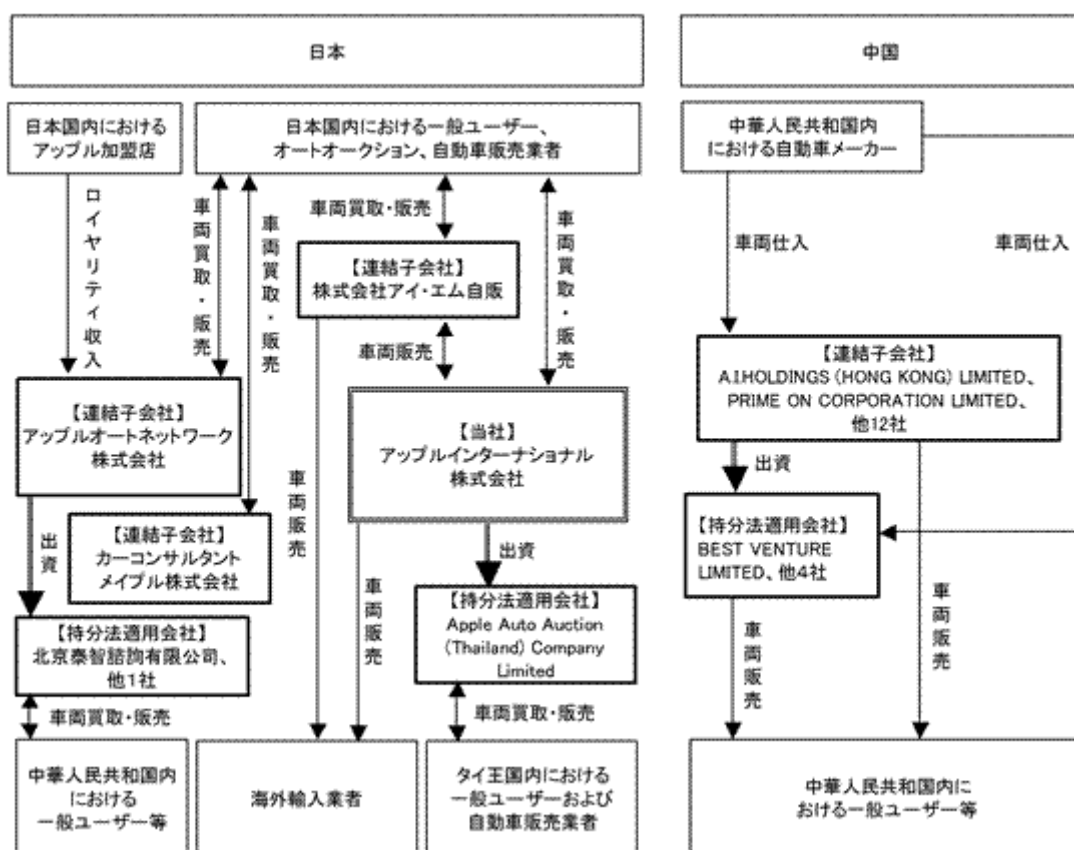 日本
中国
日本国内における
アップル加盟店
日本国内における一般ユーザー、
オートオークション、自動車販売業者
中華人民共和国内
における自動車メーカー
ロイヤリティ収入
車両買取・販売
車両買取・販売
車両買取・販売
車両買取・販売
車両仕入
車両仕入
【連結子会社】
株式会社アイ・エム自販
車両販売
【連結子会社】
A.I.HOLDINGS (HONG KONG) LIMITED、
PRIME ON CORPORATION LIMITED、
他12社
【連結子会社】
アップルオートネットワーク
株式会社
【当社】
アップルインターナショナル
株式会社
出資
【持分法適用会社】
BEST VENTURE
LIMITED、他4社
出資
【連結子会社】
カーコンサルタント
メイプル株式会社
車両販売
車両販売
出資
【持分法適用会社】
Apple Auto Auction
(Thailand) Company
Limited
車両販売
車両販売
【持分法適用会社】
北京泰智諮詢有限公司、
他1社
車両買取・販売
車両買取・販売
中華人民共和国内
における
一般ユーザー等
海外輸入業者
タイ王国内における
一般ユーザーおよび
自動車販売業者
中華人民共和国内に
おける一般ユーザー等